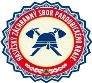 HASIČSKÝ ZÁCHRANNÝ SBOR PARDUBICKÉHO KRAJE